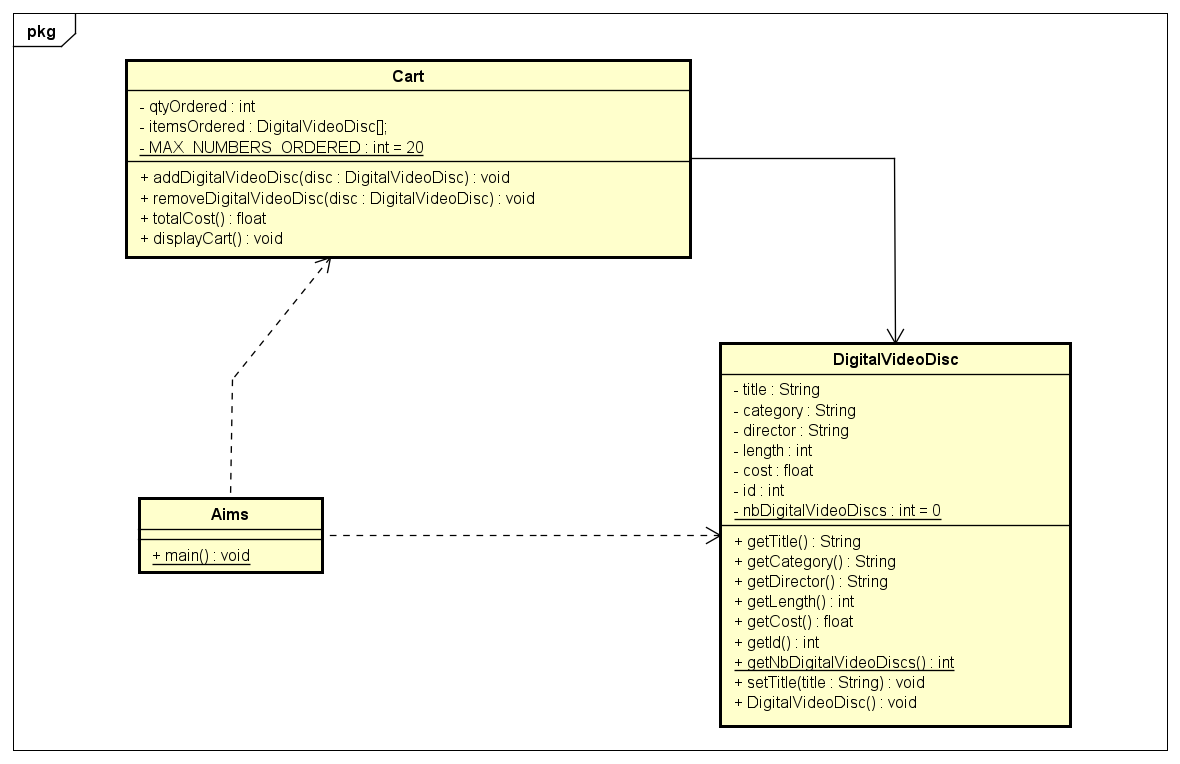 pkg
Cart
- qtyOrdered : int
- itemsOrdered : DigitalVideoDisc[];
- MAX_NUMBERS_ORDERED : int = 20
+ addDigitalVideoDisc(disc : DigitalVideoDisc) : void
+ removeDigitalVideoDisc(disc : DigitalVideoDisc) : void
+ totalCost() : float
+ displayCart() : void
DigitalVideoDisc
- title : String
- category : String
- director : String
- length : int
- cost : float
- id : int
- nbDigitalVideoDiscs : int = 0
+ getTitle() : String
+ getCategory() : String
+ getDirector() : String
+ getLength() : int
+ getCost() : float
+ getId() : int
+ getNbDigitalVideoDiscs() : int
+ setTitle(title : String) : void
+ DigitalVideoDisc() : void
Aims
+ main() : void